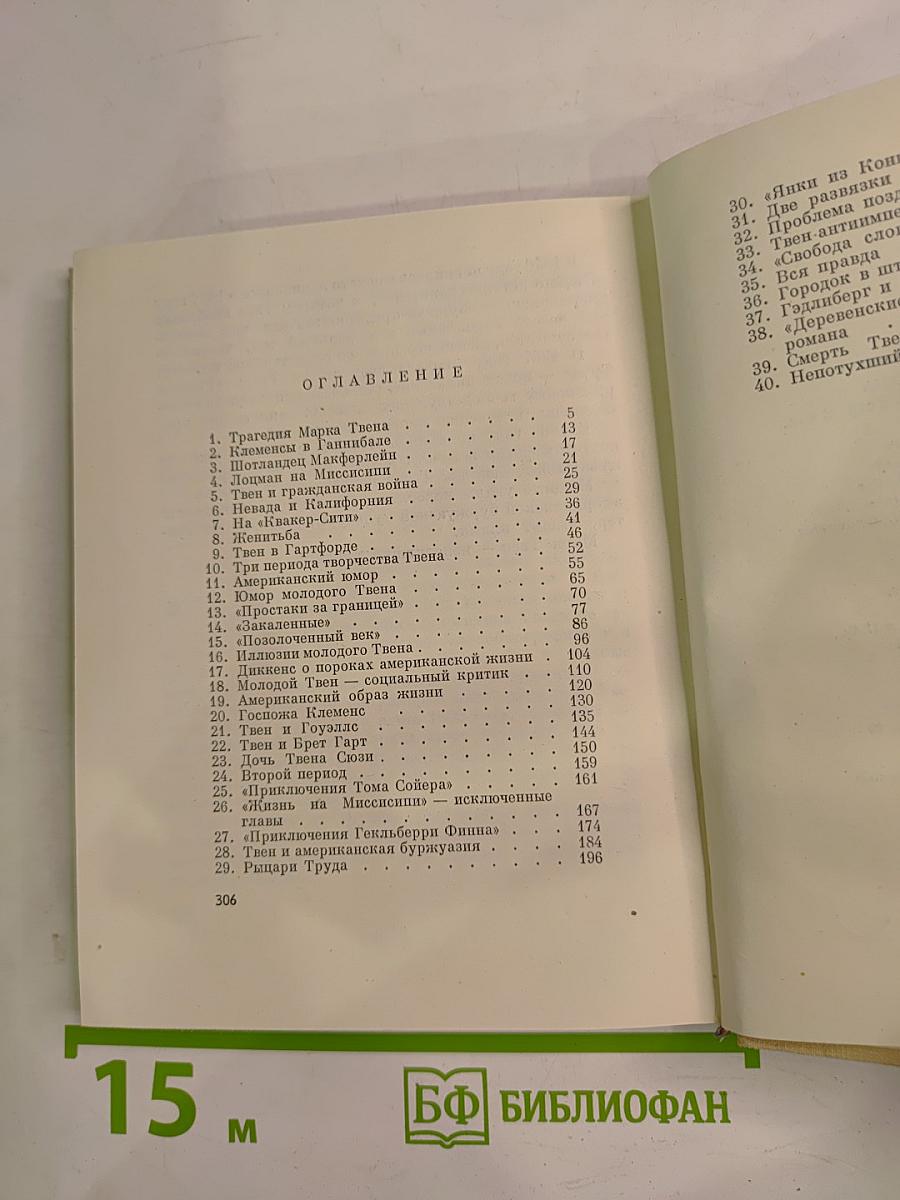 ОГЛАВЛЕНИЕ
1. Трагедия Марка Твена . . . . . . . 5
2. Клеменсы в Ганнибале . . . . . . . 13
3. Шотландец Макферлейн . . . . . . . 17
4. Лоцман на Миссисипи . . . . . . . 21
5. Твен и гражданская война . . . . . . 25
6. Невада и Калифорния . . . . . . . 29
7. На «Квакер-Сити» . . . . . . . . 36
8. Женитьба . . . . . . . . . . 41
9. Твен в Гартфорде . . . . . . . . 46
10. Три периода творчества Твена . . . . . 52
11. Американский юмор . . . . . . . 55
12. Юмор молодого Твена . . . . . . . 65
13. «Простаки за границей» . . . . . . 70
14. «Закаленные» . . . . . . . . . 77
15. «Позолоченный век» . . . . . . . 86
16. Иллюзии молодого Твена . . . . . . 96
17. Диккенс о пороках американской жизни . 104
18. Молодой Твен — социальный критик . . 110
19. Американский образ жизни . . . . . 120
20. Госпожа Клеменс . . . . . . . . 130
21. Твен и Гоуэллс . . . . . . . . 135
22. Твен и Брет Гарт . . . . . . . . 144
23. Дочь Твена Сюзи . . . . . . . . 150
24. Второй период . . . . . . . . . 159
25. «Приключения Тома Сойера» . . . . . 161
26. «Жизнь на Миссисипи» — исключенные
главы . . . . . . . . . . . . 167
27. «Приключения Гекльберри Финна» . . . 174
28. Твен и американская буржуазия . . . . 184
29. Рыцари Труда . . . . . . . . . 196
306
30. «Янки из Конн
31. Две развязки
32. Проблема позд
33. Твен-антиимпе
34. «Свобода слов
35. Вся правда
36. Городок в шт
37. Гэдлиберг и
38. «Деревенские
романа .
39. Смерть Тве
40. Непотухший
15 м
БФ БИБЛИОФАН